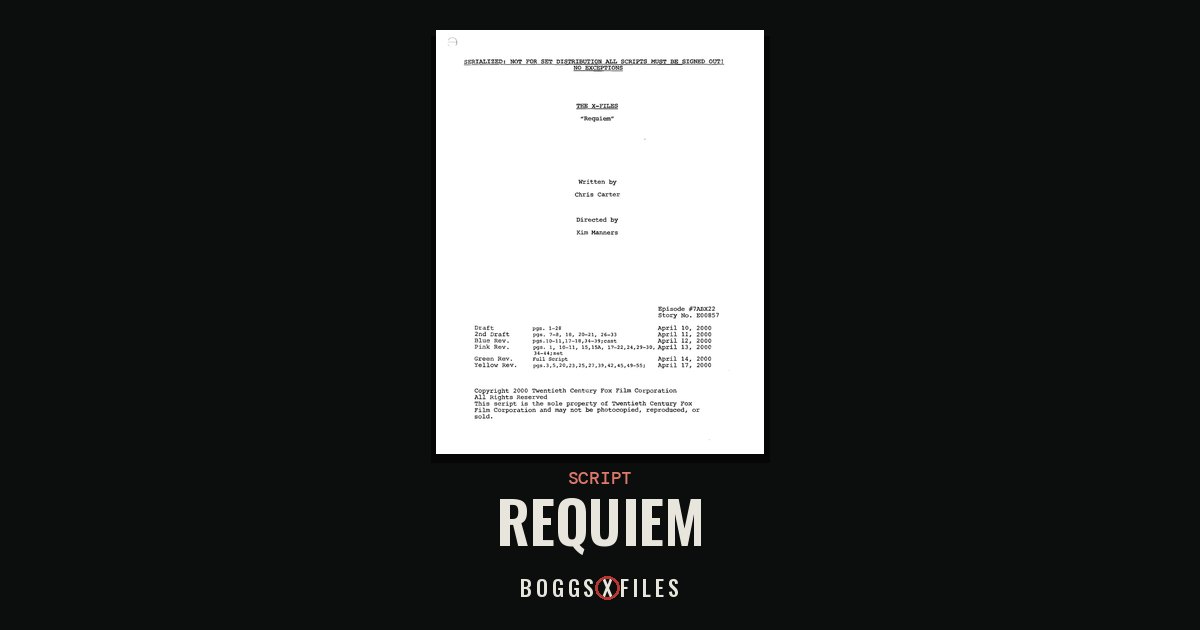 SERIALIZED: NOT FOR SET DISTRIBUTION ALL SCRIPTS MUST BE SIGNED OUT!
NO EXCEPTIONS
THE X-FILES
"Requiem"
Written by
Chris Carter
Directed by
Kim Manners
Episode #7ABX22
Story No. E00857
Draft pgs. 1-28 April 10, 2000
2nd Draft pgs. 7-8, 18, 20-21, 26-33 April 11, 2000
Blue Rev. pgs.10-11,17-18,34-39;cast April 12, 2000
Pink Rev. pgs. 1, 10-11, 15,15A, 17-22,24,29-30, April 13, 2000
34-44;set
Green Rev. Full Script April 14, 2000
Yellow Rev. pgs.3,5,20,23,25,27,39,42,45,49-55; April 17, 2000
Copyright 2000 Twentieth Century Fox Film Corporation
All Rights Reserved
This script is the sole property of Twentieth Century Fox
Film Corporation and may not be photocopied, reproduced, or
sold.
SCRIPT
REQUIEM
BOGGSXFILES